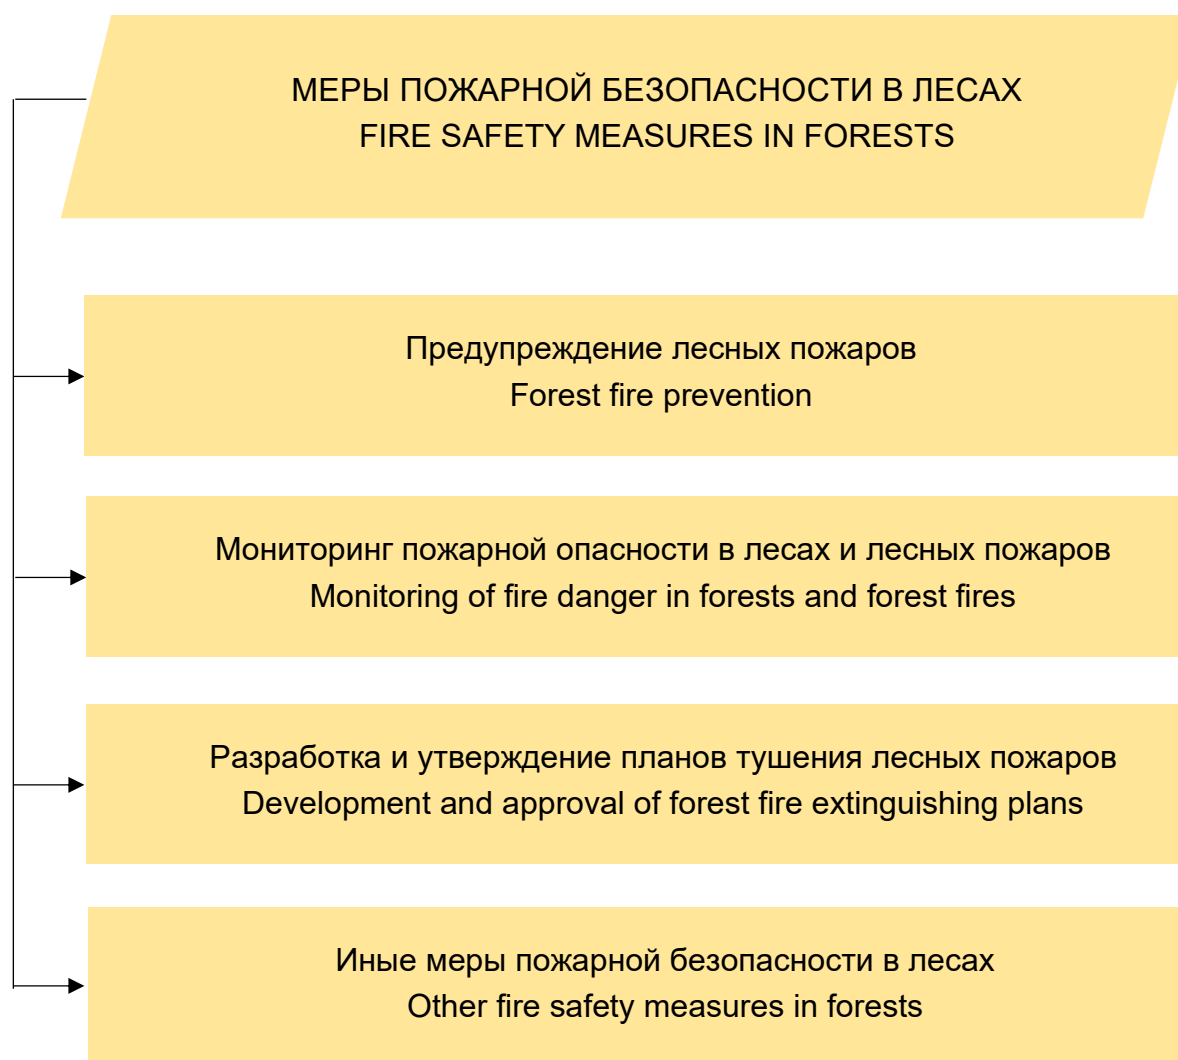 МЕРЫ ПОЖАРНОЙ БЕЗОПАСНОСТИ В ЛЕСАХ
FIRE SAFETY MEASURES IN FORESTS
Предупреждение лесных пожаров
Forest fire prevention
Мониторинг пожарной опасности в лесах и лесных пожаров
Monitoring of fire danger in forests and forest fires
Разработка и утверждение планов тушения лесных пожаров
Development and approval of forest fire extinguishing plans
Иные меры пожарной безопасности в лесах
Other fire safety measures in forests